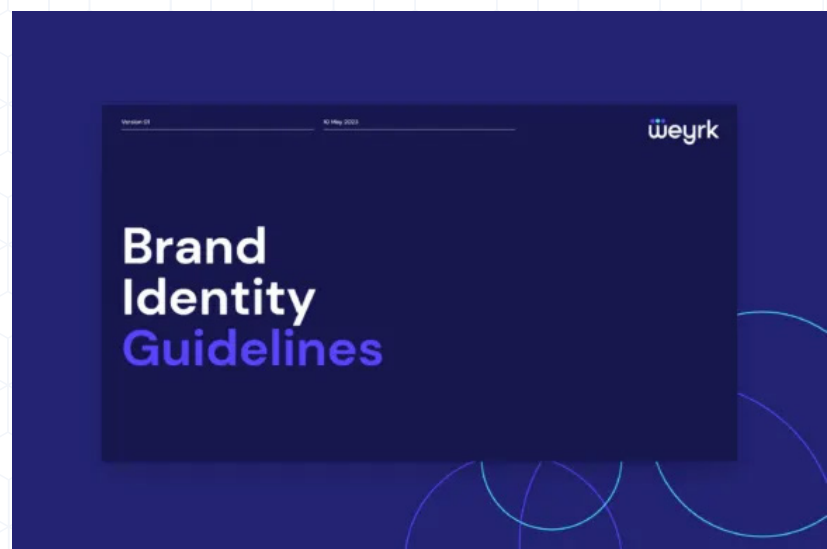 Version 01
10 May 2023
weyrk
Brand
Identity
Guidelines